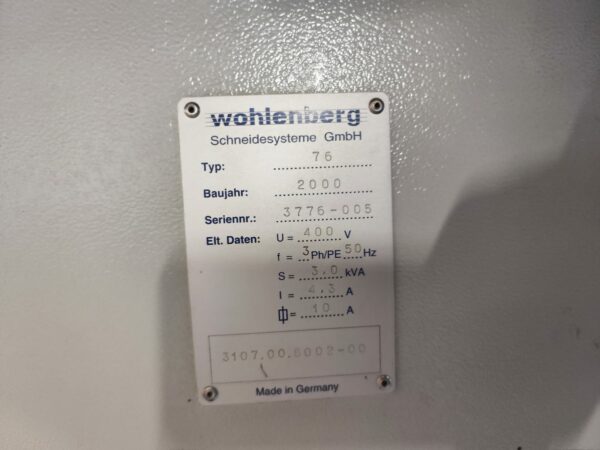 wohlenberg
Schneidesysteme GmbH
Typ: 76
Baujahr: 2000
Seriennr.: 3776-005
Elt. Daten: U = 400 V
f = 3 Ph/PE 50 Hz
S = 3.0 kVA
I = 4.3 A
= 10 A
3107.00.6002-00
Made in Germany